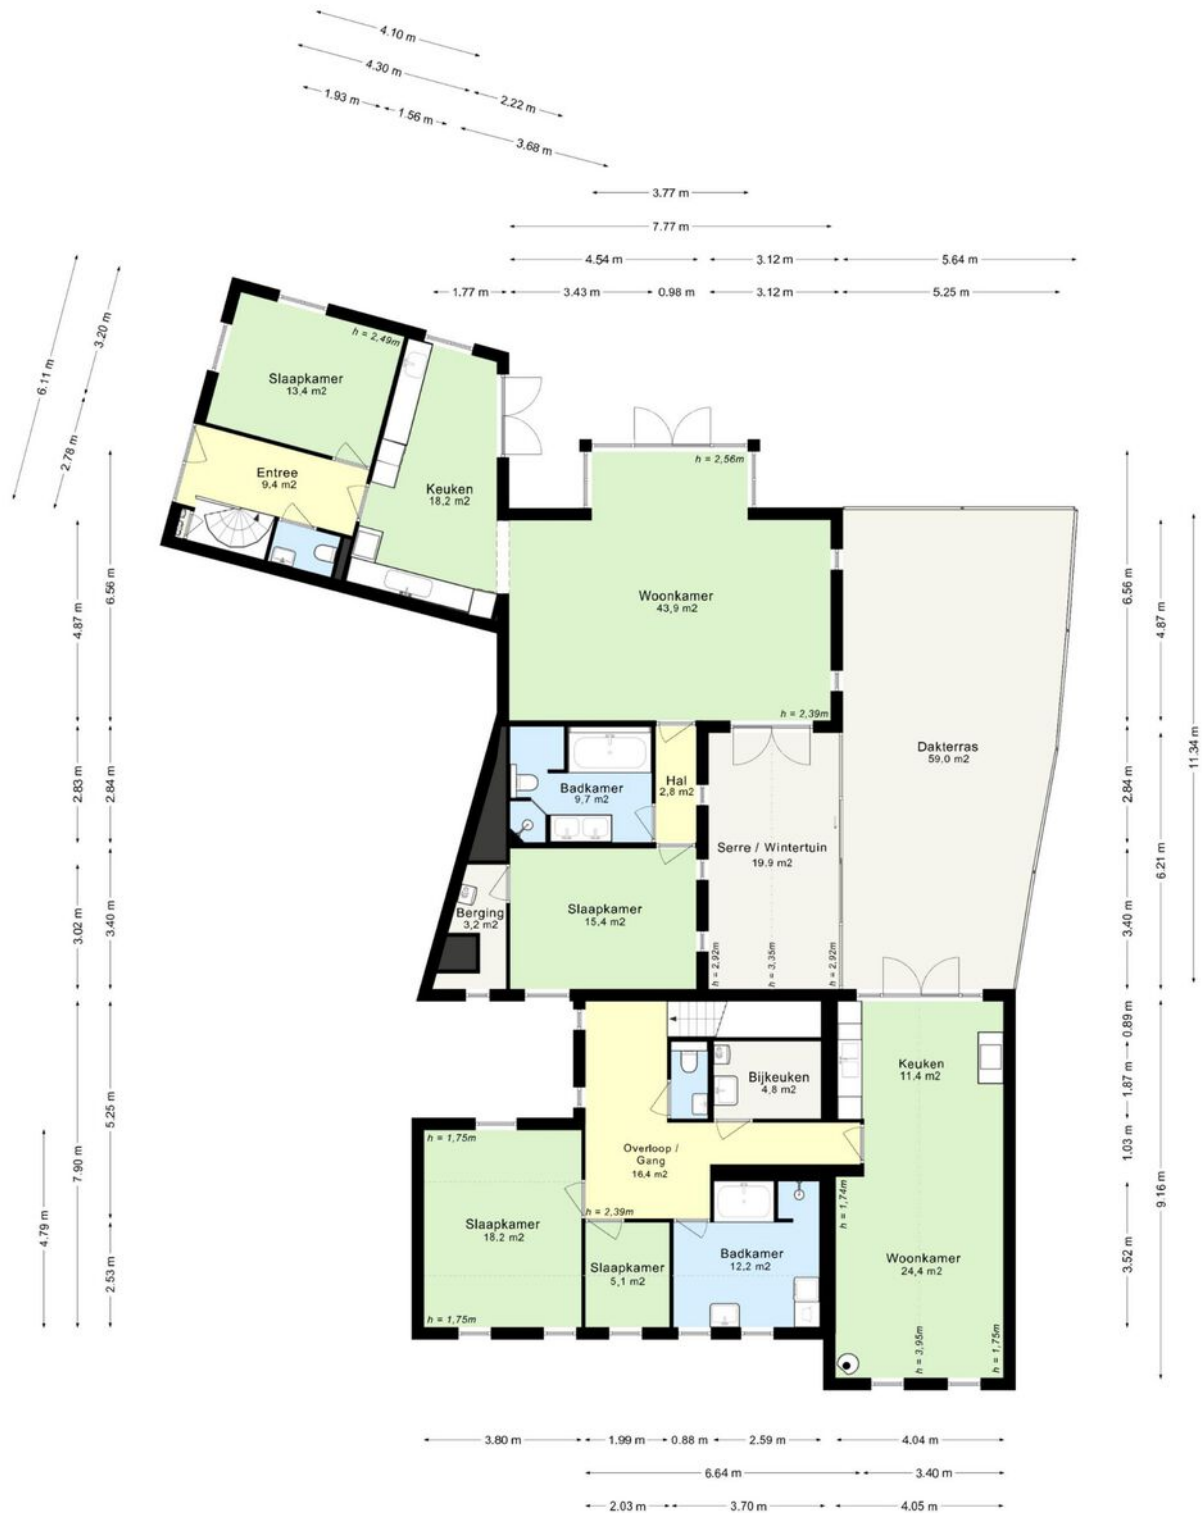 4.10 m
4.30 m
2.22 m
1.93 m
1.56 m
3.68 m
3.77 m
7.77 m
4.54 m
3.12 m
5.64 m
1.77 m
3.43 m
0.98 m
3.12 m
5.25 m
6.11 m
3.20 m
2.78 m
h = 2,49m
Slaapkamer
13,4 m2
Entree
9,4 m2
Keuken
18,2 m2
h = 2,56m
Woonkamer
43,9 m2
h = 2,39m
4.87 m
6.56 m
6.56 m
4.87 m
11.34 m
Dakterras
59,0 m2
Hal
2,8 m2
Badkamer
9,7 m2
2.83 m
2.84 m
2.84 m
6.21 m
Serre / Wintertuin
19,9 m2
Berging
3,2 m2
Slaapkamer
15,4 m2
3.02 m
3.40 m
3.40 m
h = 2,92m
h = 3,35m
h = 2,92m
0.89 m
Keuken
11,4 m2
Bijkeuken
4,8 m2
1.87 m
5.25 m
7.90 m
h = 1,75m
Overloop /
Gang
16,4 m2
1.03 m
9.16 m
4.79 m
2.53 m
h = 2,39m
h = 1,74m
Slaapkamer
18,2 m2
Slaapkamer
5,1 m2
Badkamer
12,2 m2
Woonkamer
24,4 m2
3.52 m
h = 1,75m
h = 3,95m
h = 1,75m
3.80 m
1.99 m
0.88 m
2.59 m
4.04 m
6.64 m
3.40 m
2.03 m
3.70 m
4.05 m